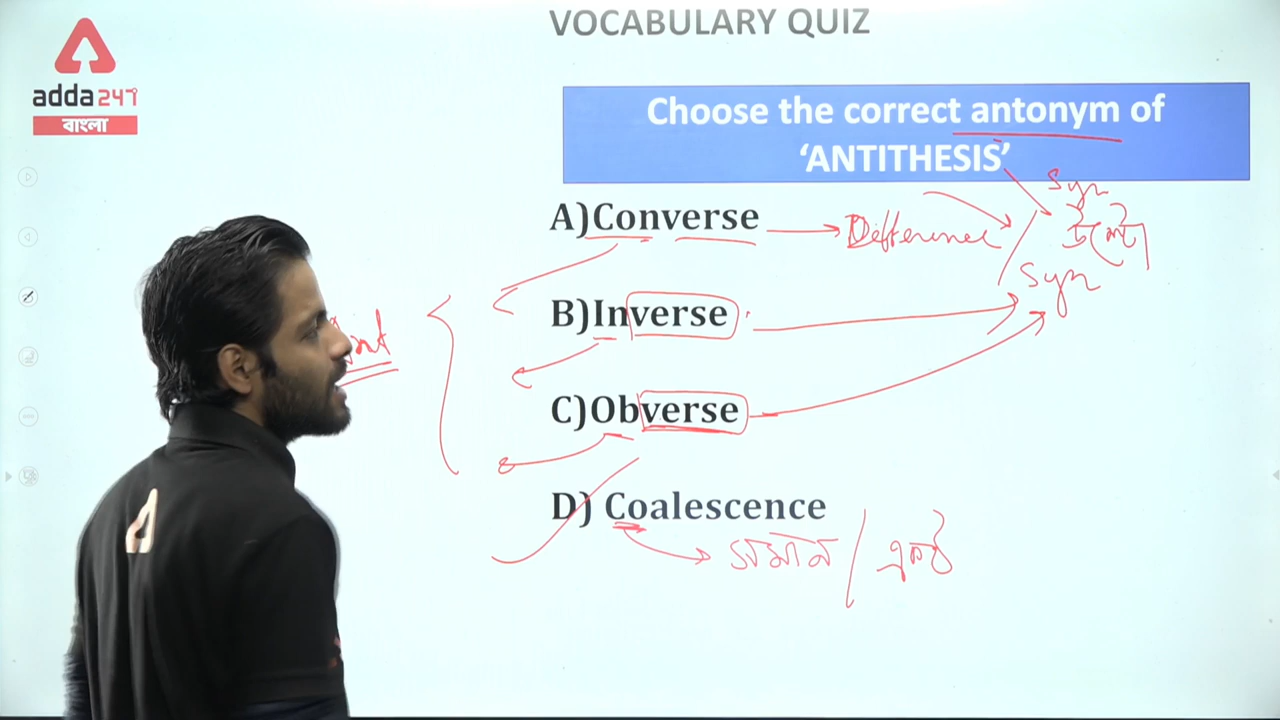 VOCABULARY QUIZ
adda247
বাংলা
Choose the correct antonym of
‘ANTITHESIS’
Syn
A)Converse
Difference
উল্টো
Syn
B)Inverse
C)Obverse
D) Coalescence
সমান / একই